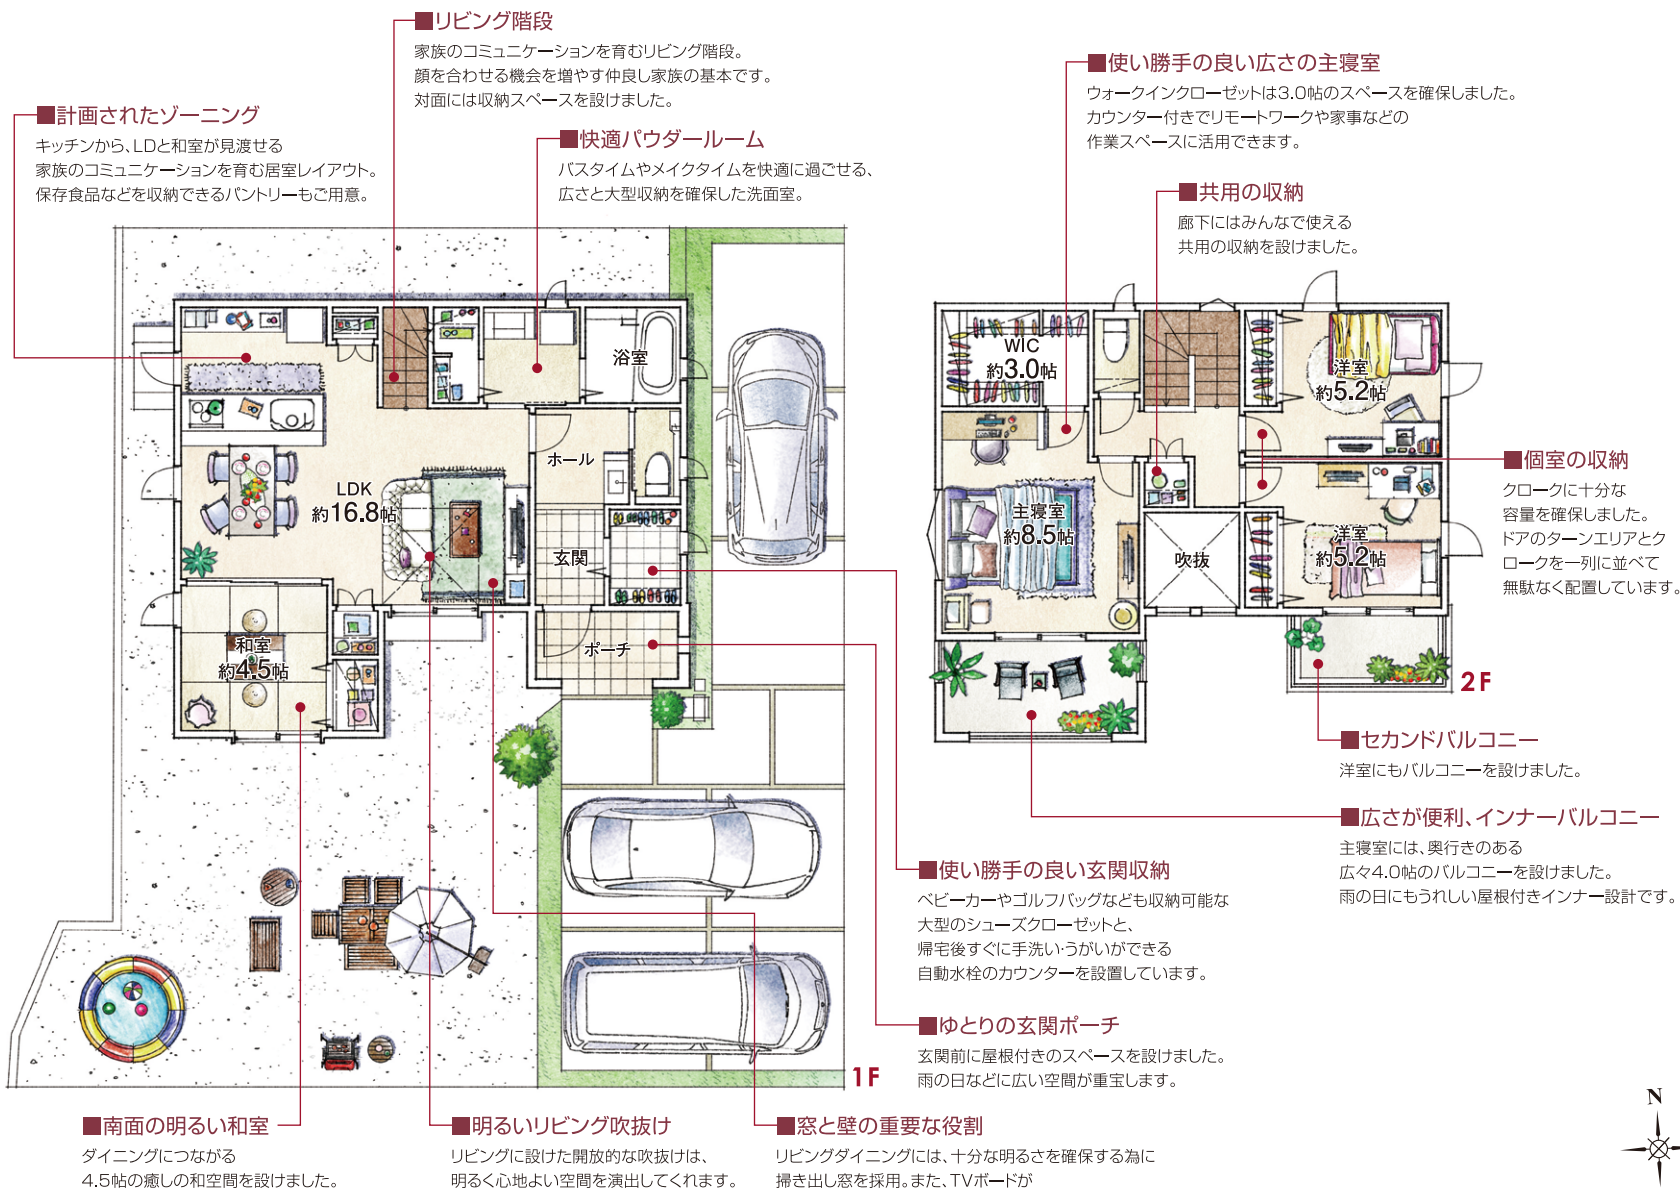 ■リビング階段
家族のコミュニケーションを育むリビング階段。
顔を合わせる機会を増やす仲良し家族の基本です。
対面には収納スペースを設けました。
■計画されたゾーニング
キッチンから、LDと和室が見渡せる
家族のコミュニケーションを育む居室レイアウト。
保存食品などを収納できるパントリーもご用意。
■快適パウダールーム
バスタイムやメイクタイムを快適に過ごせる、
広さと大型収納を確保した洗面室。
■使い勝手の良い広さの主寝室
ウォークインクローゼットは3.0帖のスペースを確保しました。
カウンター付きでリモートワークや家事などの
作業スペースに活用できます。
■共用の収納
廊下にはみんなで使える
共用の収納を設けました。
浴室
ホール
LDK
約16.8帖
玄関
和室
約4.5帖
ポーチ
1F
WIC
約3.0帖
洋室
約5.2帖
主寝室
約8.5帖
吹抜
洋室
約5.2帖
2F
■個室の収納
クロークに十分な
容量を確保しました。
ドアのターンエリアとク
ロークを一列に並べて
無駄なく配置しています。
■セカンドバルコニー
洋室にもバルコニーを設けました。
■広さが便利、インナーバルコニー
主寝室には、奥行きのある
広々4.0帖のバルコニーを設けました。
雨の日にもうれしい屋根付きインナー設計です。
■使い勝手の良い玄関収納
ベビーカーやゴルフバッグなども収納可能な
大型のシューズクローゼットと、
帰宅後すぐに手洗い・うがいができる
自動水栓のカウンターを設置しています。
■ゆとりの玄関ポーチ
玄関前に屋根付きのスペースを設けました。
雨の日などに広い空間が重宝します。
■南面の明るい和室
ダイニングにつながる
4.5帖の癒しの和空間を設けました。
■明るいリビング吹抜け
リビングに設けた開放的な吹抜けは、
明るく心地よい空間を演出してくれます。
■窓と壁の重要な役割
リビングダイニングには、十分な明るさを確保する為に
掃き出し窓を採用。また、TVボードが
N